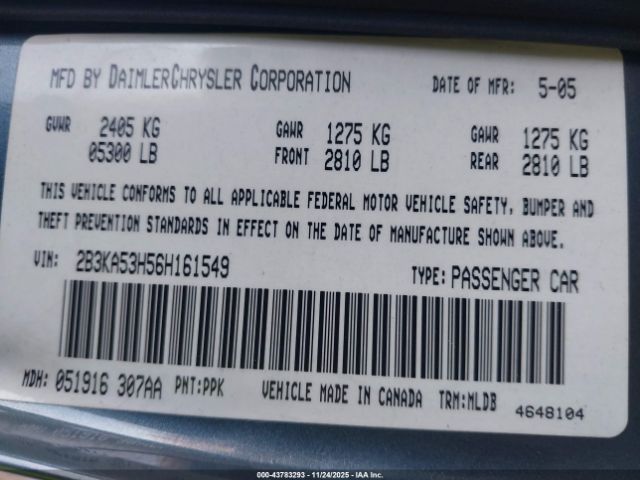 MFD BY DAIMLERCHRYSLER CORPORATION DATE OF MFR: 5-05
GVWR 2405 KG GAWR 1275 KG GAWR 1275 KG
05300 LB FRONT 2810 LB REAR 2810 LB
THIS VEHICLE CONFORMS TO ALL APPLICABLE FEDERAL MOTOR VEHICLE SAFETY, BUMPER AND
THEFT PREVENTION STANDARDS IN EFFECT ON THE DATE OF MANUFACTURE SHOWN ABOVE.
VIN: 2B3KA53H56H161549 TYPE: PASSENGER CAR
MDH: 051916 307AA PNT:PPK VEHICLE MADE IN CANADA TRM:MLDB
4648104
000-43783293 - 11/24/2025 - IAA Inc.